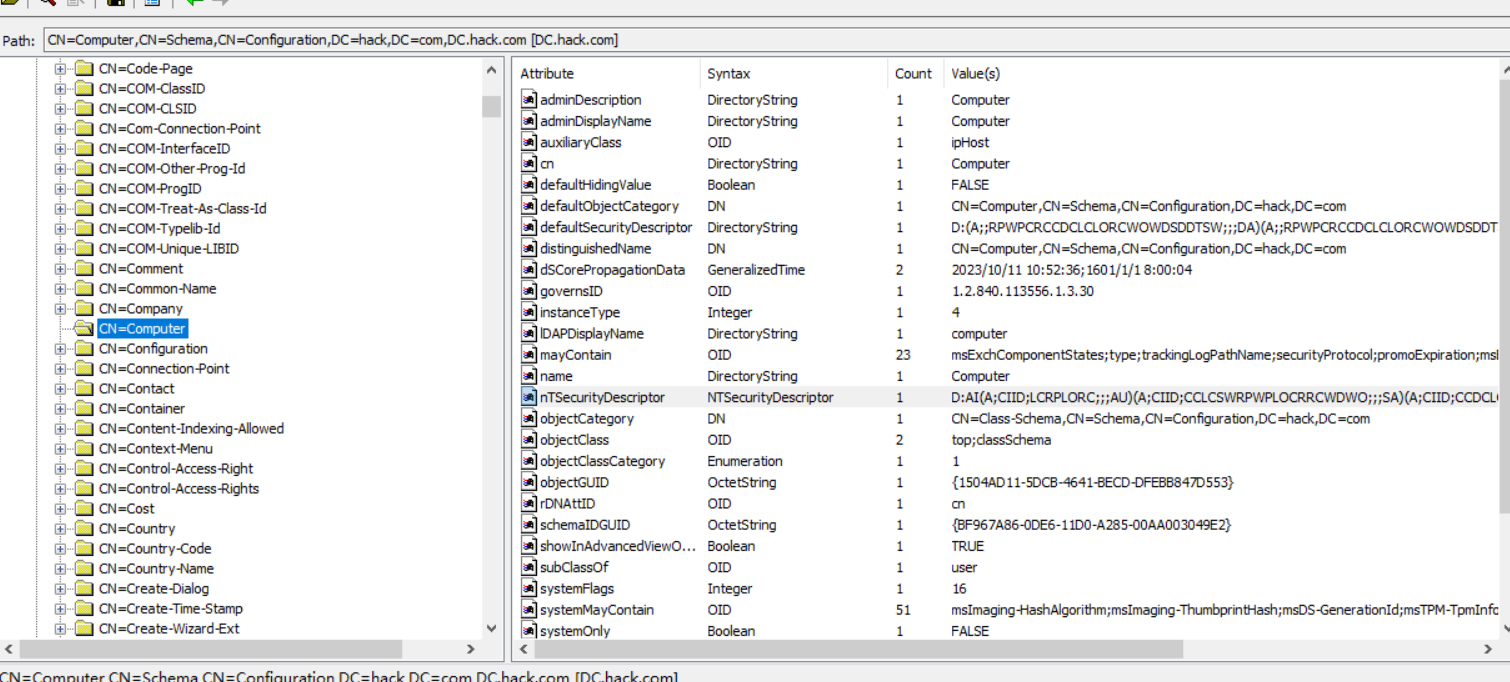 Path: CN=Computer,CN=Schema,CN=Configuration,DC=hack,DC=com,DC.hack.com [DC.hack.com]
CN=Code-Page
CN=COM-ClassID
CN=COM-CLSID
CN=Com-Connection-Point
CN=COM-InterfaceID
CN=COM-Other-Prog-Id
CN=COM-ProgID
CN=COM-Treat-As-Class-Id
CN=COM-Typelib-Id
CN=COM-Unique-LIBID
CN=Comment
CN=Common-Name
CN=Company
CN=Computer
CN=Configuration
CN=Connection-Point
CN=Contact
CN=Container
CN=Content-Indexing-Allowed
CN=Context-Menu
CN=Control-Access-Right
CN=Control-Access-Rights
CN=Cost
CN=Country
CN=Country-Code
CN=Country-Name
CN=Create-Dialog
CN=Create-Time-Stamp
CN=Create-Wizard-Ext
Attribute Syntax Count Value(s)
adminDescription DirectoryString 1 Computer
adminDisplayName DirectoryString 1 Computer
auxiliaryClass OID 1 ipHost
cn DirectoryString 1 Computer
defaultHidingValue Boolean 1 FALSE
defaultObjectCategory DN 1 CN=Computer,CN=Schema,CN=Configuration,DC=hack,DC=com
defaultSecurityDescriptor DirectoryString 1 D:(A;;RPWPCRCCDCLCLORCWOWDSDDTSW;;;DA)(A;;RPWPCRCCDCLCLORCWOWDSDDT
distinguishedName DN 1 CN=Computer,CN=Schema,CN=Configuration,DC=hack,DC=com
dSCorePropagationData GeneralizedTime 2 2023/10/11 10:52:36;1601/1/1 8:00:04
governsID OID 1 1.2.840.113556.1.3.30
instanceType Integer 1 4
lDAPDisplayName DirectoryString 1 computer
mayContain OID 23 msExchComponentStates;type;trackingLogPathName;securityProtocol;promoExpiration;msI
name DirectoryString 1 Computer
nTSecurityDescriptor NTSecurityDescriptor 1 D:AI(A;CIID;LCRPLORC;;;AU)(A;CIID;CCLCSWRPWPLOCRRCWDWO;;;SA)(A;CIID;CCDCL
objectCategory DN 1 CN=Class-Schema,CN=Schema,CN=Configuration,DC=hack,DC=com
objectClass OID 2 top;classSchema
objectClassCategory Enumeration 1 1
objectGUID OctetString 1 {1504AD11-5DCB-4641-BECD-DFEBB847D553}
rDNAttID OID 1 cn
schemaIDGUID OctetString 1 {BF967A86-0DE6-11D0-A285-00AA003049E2}
showInAdvancedViewO... Boolean 1 TRUE
subClassOf OID 1 user
systemFlags Integer 1 16
systemMayContain OID 51 msImaging-HashAlgorithm;msImaging-ThumbprintHash;msDS-GenerationId;msTPM-TpmInfo
systemOnly Boolean 1 FALSE
CN=Computer,CN=Schema,CN=Configuration,DC=hack,DC=com,DC.hack.com [DC.hack.com]